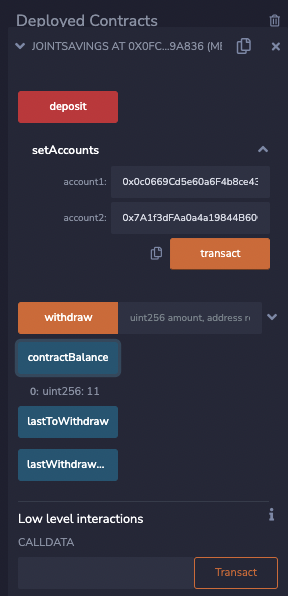 Deployed Contracts
JOINTSAVINGS AT 0X0FC...9A836 (ME
deposit
setAccounts
account1: 0x0c0669Cd5e60a6F4b8ce43
account2: 0x7A1f3dFAa0a4a19844B60
transact
withdraw uint256 amount, address re
contractBalance
0: uint256: 11
lastToWithdraw
lastWithdraw...
Low level interactions
CALLDATA
Transact